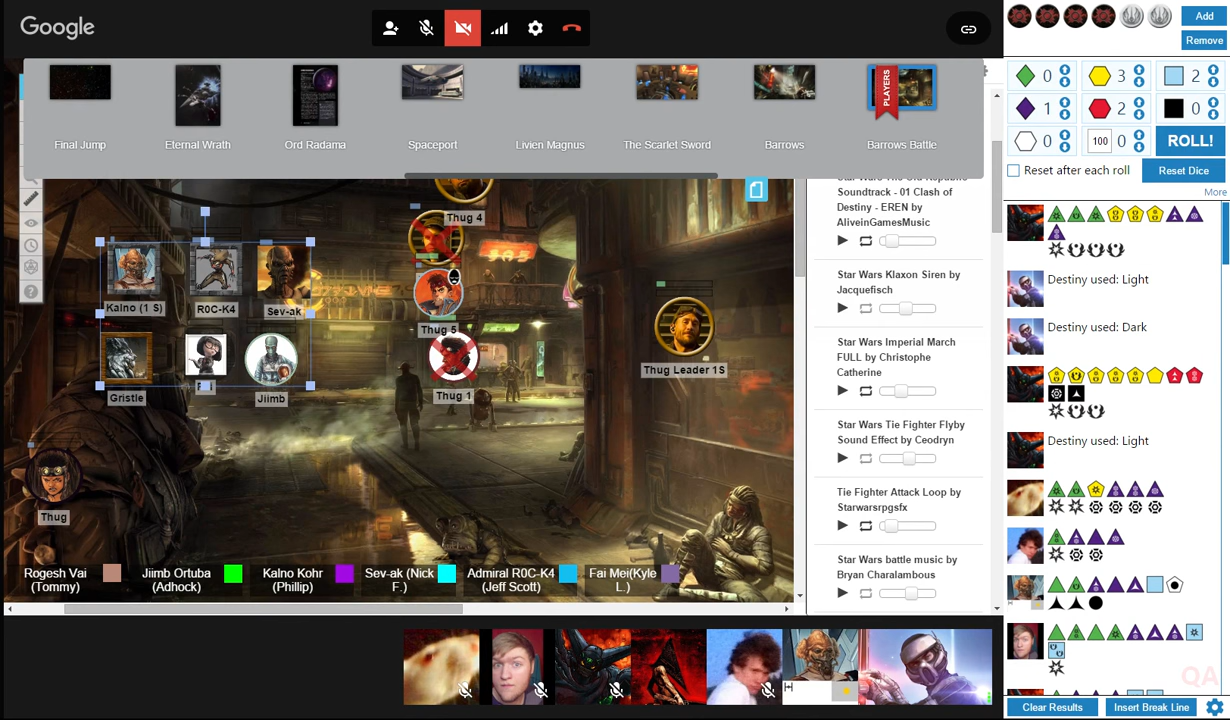 Google
Add
Remove
Final Jump
Eternal Wrath
Ord Radama
Spaceport
Livien Magnus
The Scarlet Sword
Barrows
PLAYERS
Barrows Battle
0
3
2
1
2
0
0
100
0
ROLL!
Reset after each roll
Reset Dice
More
Soundtrack - 01 Clash of
Destiny - EREN by
AliveinGamesMusic
Star Wars Klaxon Siren by
Jacquefisch
Star Wars Imperial March
FULL by Christophe
Catherine
Star Wars Tie Fighter Flyby
Sound Effect by Ceodryn
Tie Fighter Attack Loop by
Starwarsrpgsfx
Star Wars battle music by
Bryan Charalambous
Thug 4
Kalno (1 S)
R0C-K4
Sev-ak
Thug 5
Thug Leader 1S
Gristle
Jiimb
Thug 1
Thug
Rogesh Vai
(Tommy)
Jiimb Ortuba
(Adhock)
Kalno Kohr
(Phillip)
Sev-ak (Nick
F.)
Admiral R0C-K4
(Jeff Scott)
Fai Mei(Kyle
L.)
Destiny used: Light
Destiny used: Dark
Destiny used: Light
QA
Clear Results
Insert Break Line